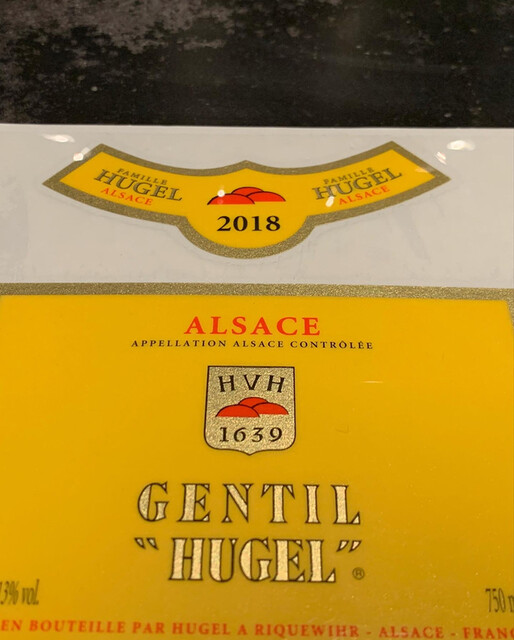 FAMILLE
HUGEL
ALSACE
2018
FAMILLE
HUGEL
ALSACE
ALSACE
APPELLATION ALSACE CONTRÔLÉE
HVH
1639
GENTIL
"HUGEL"®
13% vol.
750
EN BOUTEILLE PAR HUGEL A RIQUEWIHR - ALSACE - FRANC